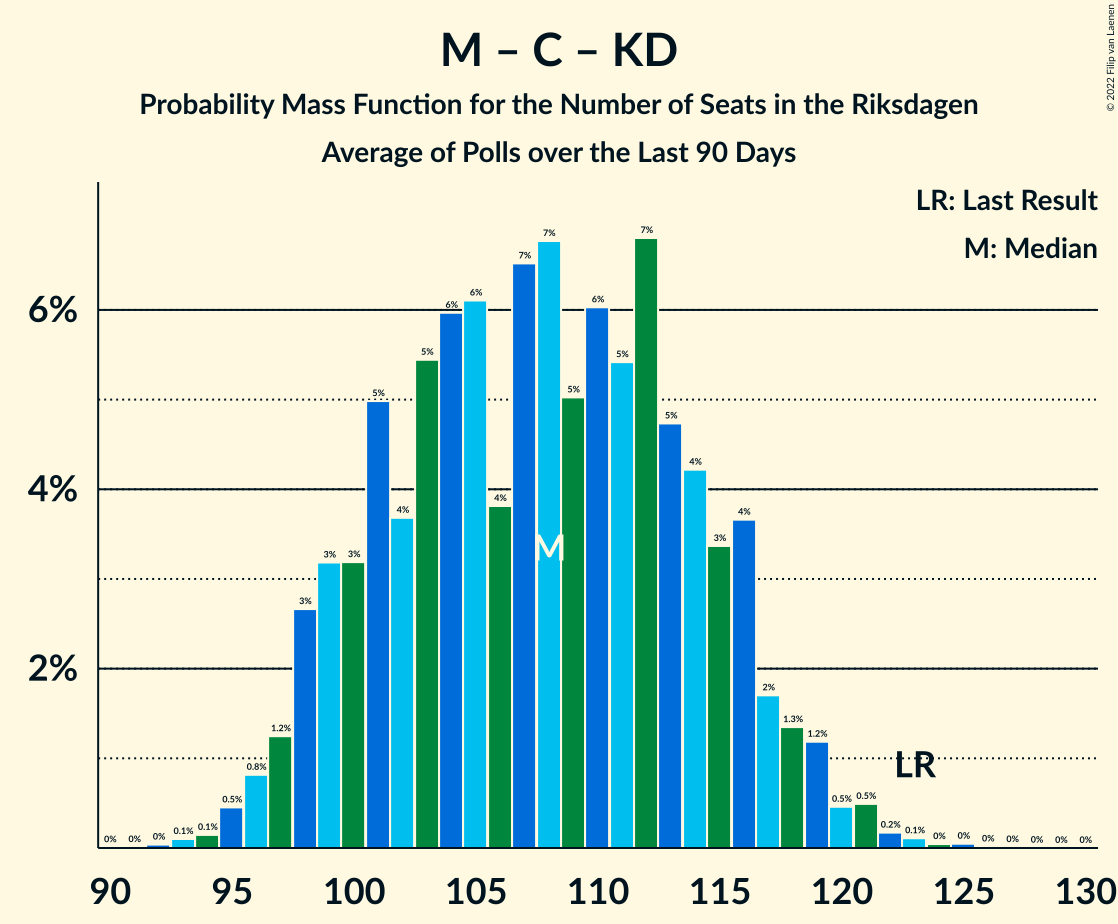 M – C – KD
Probability Mass Function for the Number of Seats in the Riksdagen
Average of Polls over the Last 90 Days
© 2022 Filip van Laenen
LR: Last Result
M: Median
6%
4%
2%
0% 0% 0% 0.1% 0.1% 0.5% 0.8% 1.2% 3% 3% 3% 5% 4% 5% 6% 6% 4% 7% 7% 5% 6% 5% 7% 5% 4% 3% 4% 2% 1.3% 1.2% 0.5% 0.5% 0.2% 0.1% 0% 0% 0% 0% 0% 0% 0%
M
LR
90 95 100 105 110 115 120 125 130